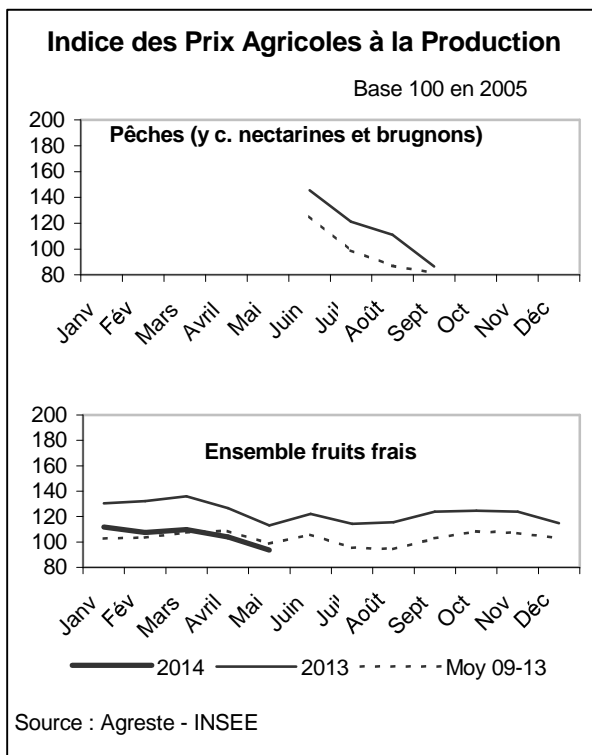 Indice des Prix Agricoles à la Production
Base 100 en 2005
Pêches (y c. nectarines et brugnons)
200
180
160
140
120
100
80
Janv Fév Mars Avril Mai Juin Juil Août Sept Oct Nov Déc
Ensemble fruits frais
200
180
160
140
120
100
80
Janv Fév Mars Avril Mai Juin Juil Août Sept Oct Nov Déc
2014 2013 Moy 09-13
Source : Agreste - INSEE